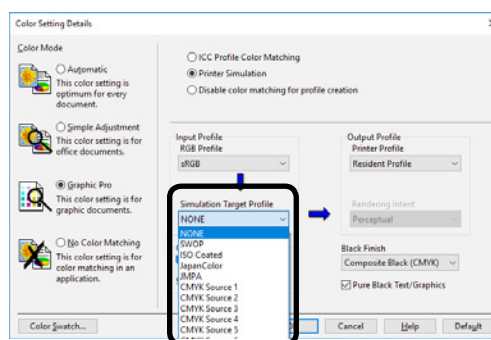 Color Setting Details
Color Mode
Automatic
This color setting is
optimum for every
document.
Simple Adjustment
This color setting is for
office documents.
Graphic Pro
This color setting is for
graphic documents.
No Color Matching
This color setting is for
color matching in an
application.
ICC Profile Color Matching
Printer Simulation
Disable color matching for profile creation
Input Profile
RGB Profile
sRGB
Simulation Target Profile
NONE
NONE
SWOP
ISO Coated
JapanColor
JMPA
CMYK Source 1
CMYK Source 2
CMYK Source 3
CMYK Source 4
CMYK Source 5
Output Profile
Printer Profile
Resident Profile
Rendering Intent
Perceptual
Black Finish
Composite Black (CMYK)
Pure Black Text/Graphics
Color Swatch...
Cancel
Help
Default